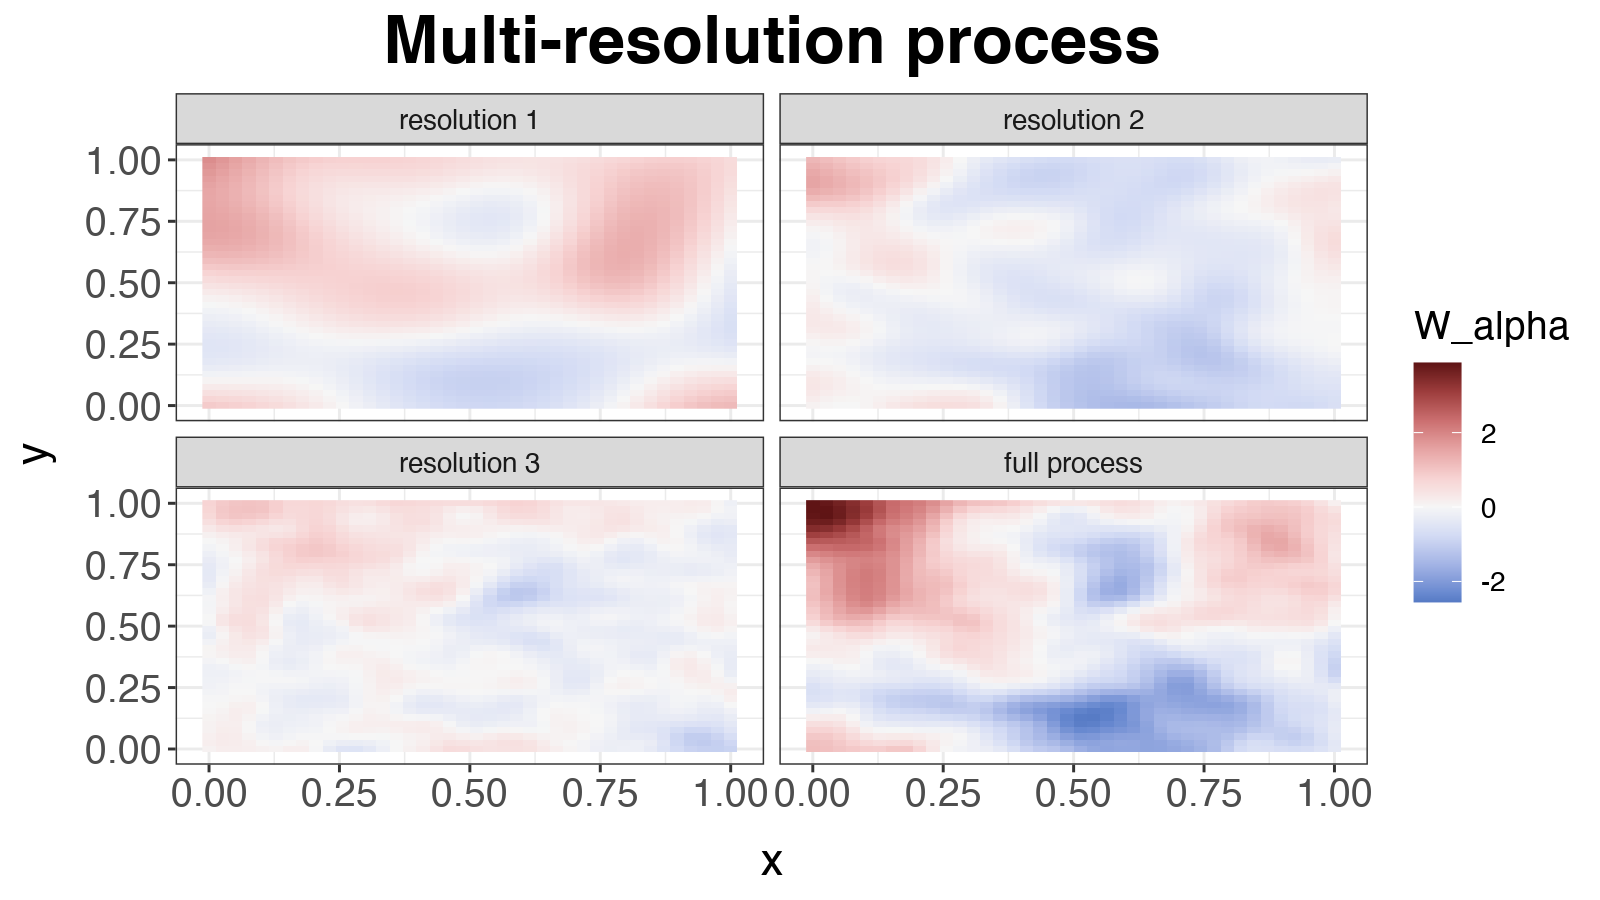 Multi-resolution process
resolution 1
resolution 2
1.00
0.75
0.50
0.25
0.00
resolution 3
full process
1.00
0.75
0.50
0.25
0.00
0.00 0.25 0.50 0.75 1.00 0.00 0.25 0.50 0.75 1.00
x
y
W_alpha
2
0
-2